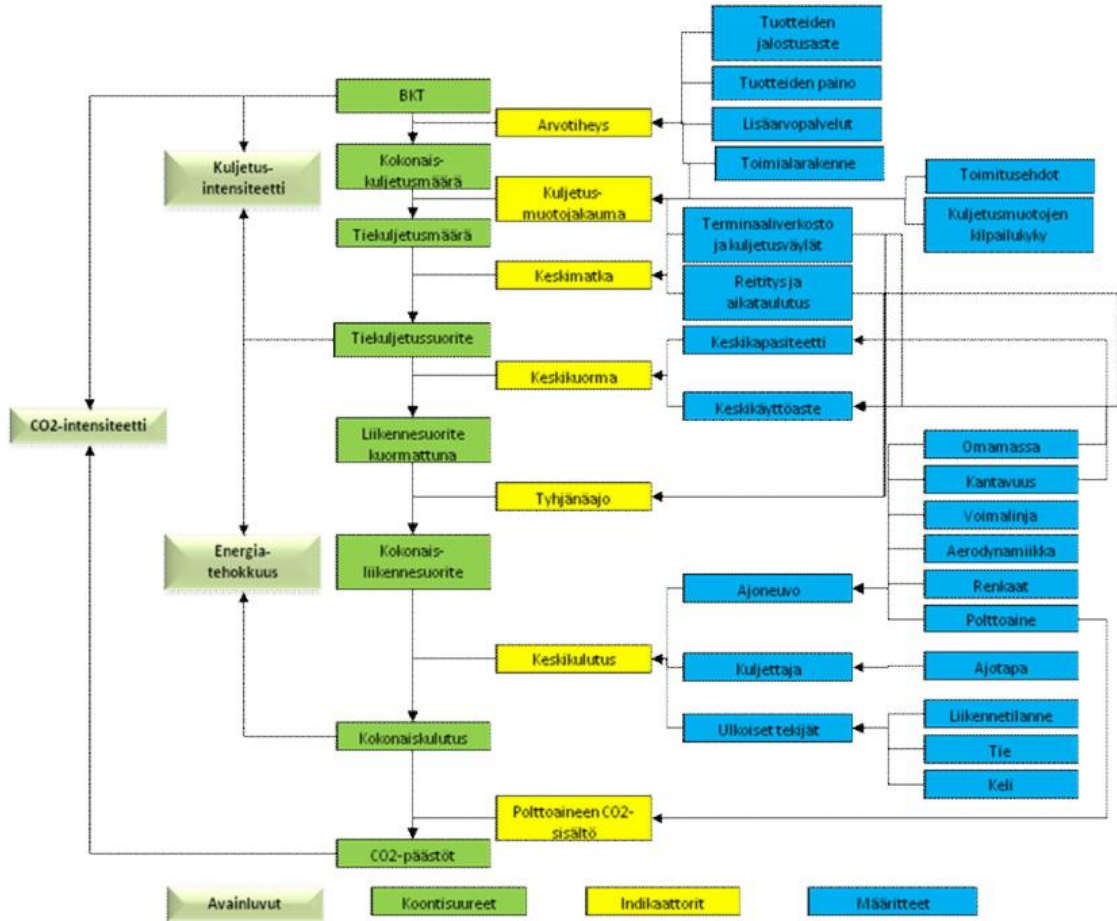 Tuotteiden
jalostusaste
Tuotteiden paino
BKT
Arvotiheys
Lisäarvopalvelut
Kuljetus-
intensiteetti
Kokonais-
kuljetusmäärä
Toimialarakenne
Kuljetus-
muotojakauma
Toimitusehdot
Kuljetusmuotojen
kilpailukyky
Tiekuljetusmäärä
Terminaaliverkosto
ja kuljetusväylät
Keskimatka
Reititys ja
aikataulutus
Tiekuljetussuorite
Keskikapasiteetti
Keskikuorma
Keskikäyttöaste
CO2-intensiteetti
Liikennesuorite
kuormattuna
Omamassa
Kantavuus
Tyhjänäajo
Voimalinja
Energia-
tehokkuus
Kokonais-
liikennesuorite
Aerodynamiikka
Ajoneuvo
Renkaat
Polttoaine
Keskikulutus
Kuljettaja
Ajotapa
Kokonaiskulutus
Ulkoiset tekijät
Liikennetilanne
Tie
Keli
Polttoaineen CO2-
sisältö
CO2-päästöt
Avainluvut
Koontisuureet
Indikaattorit
Määritteet